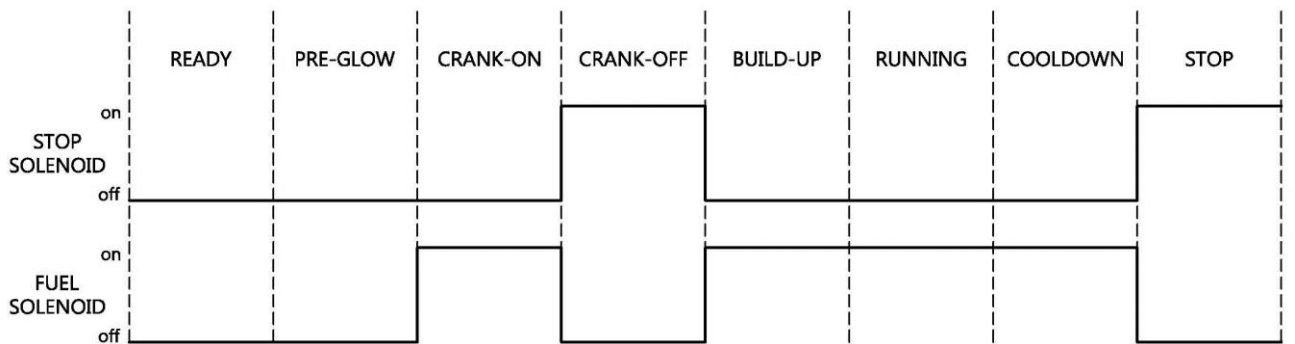 READY PRE-GLOW CRANK-ON CRANK-OFF BUILD-UP RUNNING COOLDOWN STOP
on
STOP
SOLENOID
off
on
FUEL
SOLENOID
off